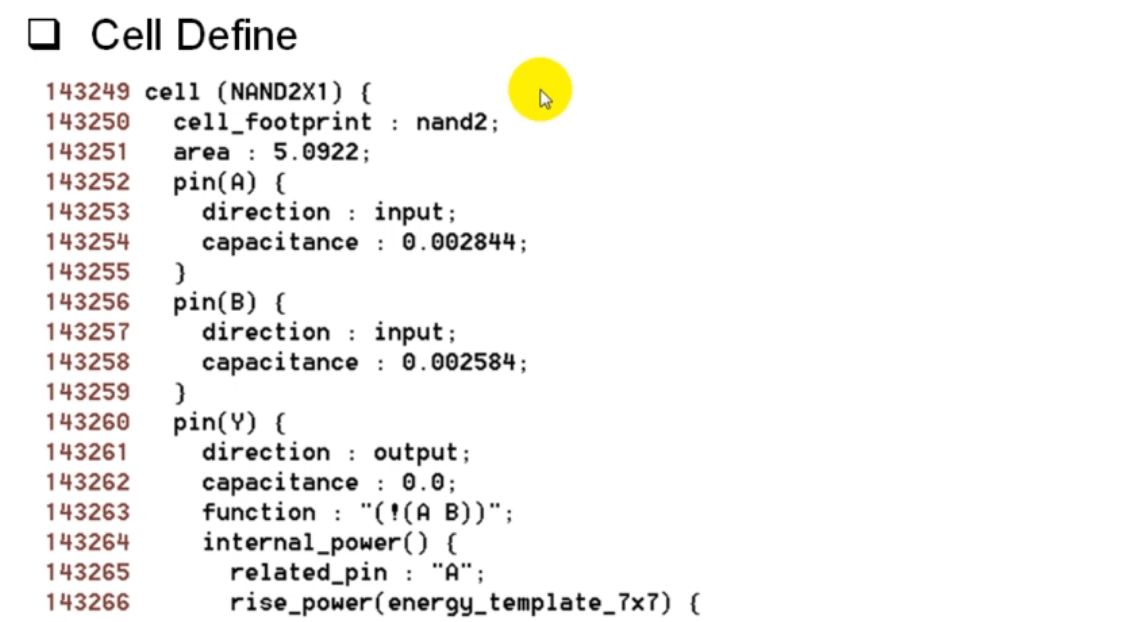 Cell Define
143249 cell (NAND2X1) {
143250   cell_footprint : nand2;
143251   area : 5.0922;
143252   pin(A) {
143253     direction : input;
143254     capacitance : 0.002844;
143255   }
143256   pin(B) {
143257     direction : input;
143258     capacitance : 0.002584;
143259   }
143260   pin(Y) {
143261     direction : output;
143262     capacitance : 0.0;
143263     function : "(!(A B))";
143264     internal_power() {
143265       related_pin : "A";
143266       rise_power(energy_template_7x7) {